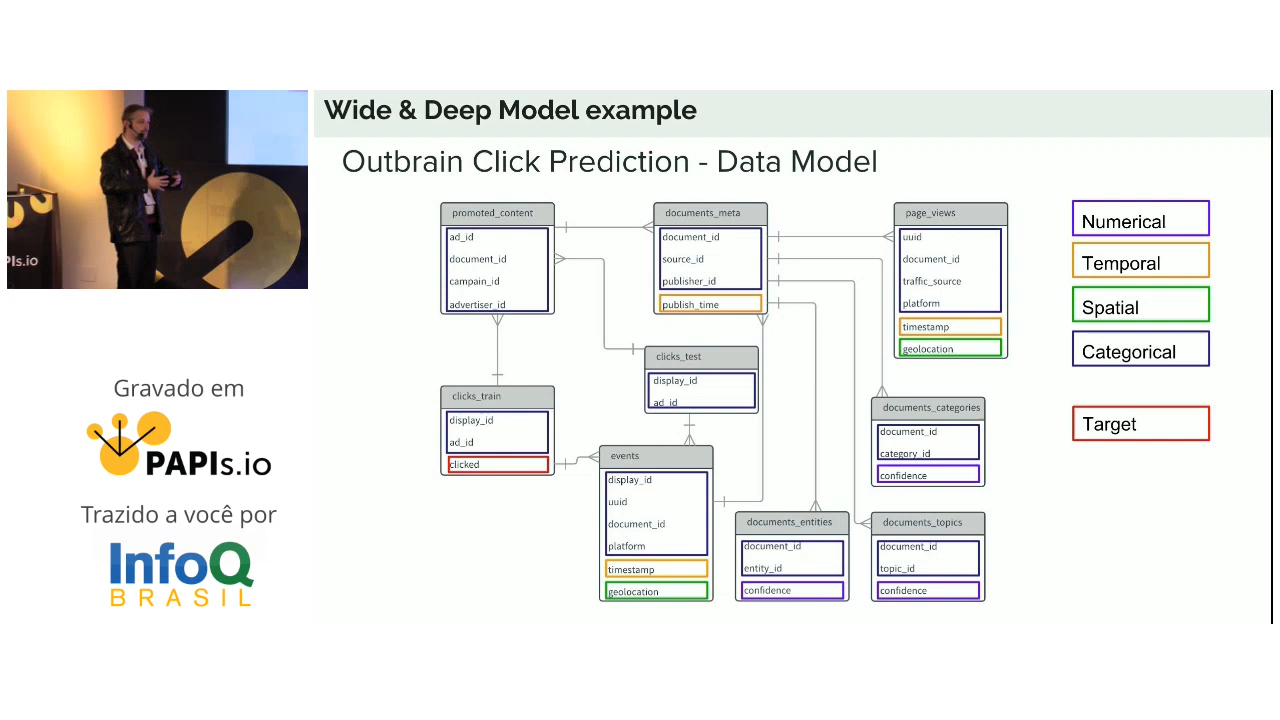 Wide & Deep Model example
Outbrain Click Prediction - Data Model
promoted_content
ad_id
document_id
campain_id
advertiser_id
documents_meta
document_id
source_id
publisher_id
publish_time
page_views
uuid
document_id
traffic_source
platform
timestamp
geolocation
Numerical
Temporal
Spatial
Categorical
Target
clicks_test
display_id
ad_id
clicks_train
display_id
ad_id
clicked
documents_categories
document_id
category_id
confidence
events
display_id
uuid
document_id
platform
timestamp
geolocation
documents_entities
document_id
entity_id
confidence
documents_topics
document_id
topic_id
confidence
PIs.io
Gravado em
PAPIs.io
Trazido a você por
InfoQ
BRASIL